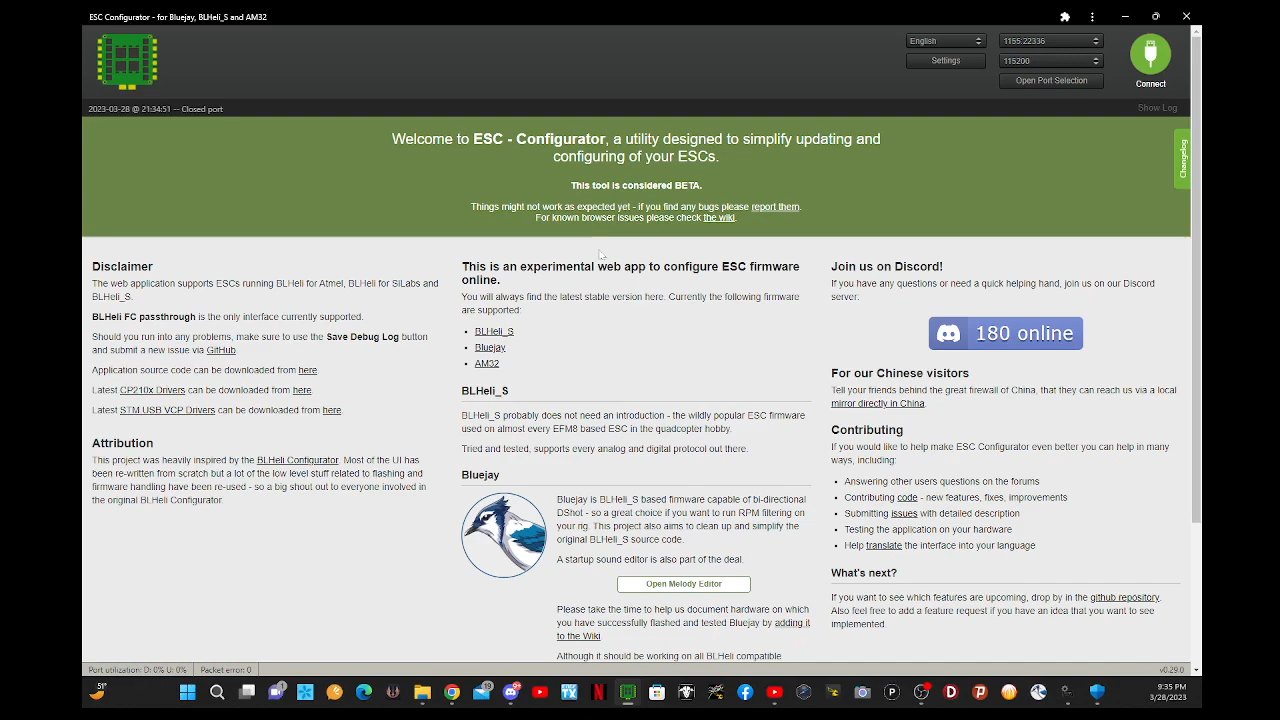 ESC Configurator - for Bluejay, BLHeli_S and AM32
English
1155:22336
Settings
115200
Open Port Selection
Connect
2023-03-28 @ 21:34:51 -- Closed port
Show Log
Welcome to ESC - Configurator, a utility designed to simplify updating and
configuring of your ESCs.
This tool is considered BETA.
Things might not work as expected yet - if you find any bugs please report them.
For known browser issues please check the wiki.
Changelog
Disclaimer
The web application supports ESCs running BLHeli for Atmel, BLHeli for SiLabs and
BLHeli_S.
BLHeli FC passthrough is the only interface currently supported.
Should you run into any problems, make sure to use the Save Debug Log button
and submit a new issue via GitHub.
Application source code can be downloaded from here.
Latest CP210x Drivers can be downloaded from here.
Latest STM USB VCP Drivers can be downloaded from here.
Attribution
This project was heavily inspired by the BLHeli Configurator. Most of the UI has
been re-written from scratch but a lot of the low level stuff related to flashing and
firmware handling have been re-used - so a big shout out to everyone involved in
the original BLHeli Configurator.
This is an experimental web app to configure ESC firmware
online.
You will always find the latest stable version here. Currently the following firmware
are supported:
• BLHeli_S
• Bluejay
• AM32
BLHeli_S
BLHeli_S probably does not need an introduction - the wildly popular ESC firmware
used on almost every EFM8 based ESC in the quadcopter hobby.
Tried and tested, supports every analog and digital protocol out there.
Bluejay
Bluejay is BLHeli_S based firmware capable of bi-directional
DShot - so a great choice if you want to run RPM filtering on
your rig. This project also aims to clean up and simplify the
original BLHeli_S source code.
A startup sound editor is also part of the deal.
Open Melody Editor
Please take the time to help us document hardware on which
you have successfully flashed and tested Bluejay by adding it
to the Wiki.
Although it should be working on all BLHeli compatible
Join us on Discord!
If you have any questions or need a quick helping hand, join us on our Discord
server:
180 online
For our Chinese visitors
Tell your friends behind the great firewall of China, that they can reach us via a local
mirror directly in China.
Contributing
If you would like to help make ESC Configurator even better you can help in many
ways, including:
• Answering other users questions on the forums
• Contributing code - new features, fixes, improvements
• Submitting issues with detailed description
• Testing the application on your hardware
• Help translate the interface into your language
What's next?
If you want to see which features are upcoming, drop by in the github repository.
Also feel free to add a feature request if you have an idea that you want to see
implemented.
Port utilization: D: 0% U: 0%
Packet error: 0
v0.29.0
51°
9:35 PM
3/28/2023